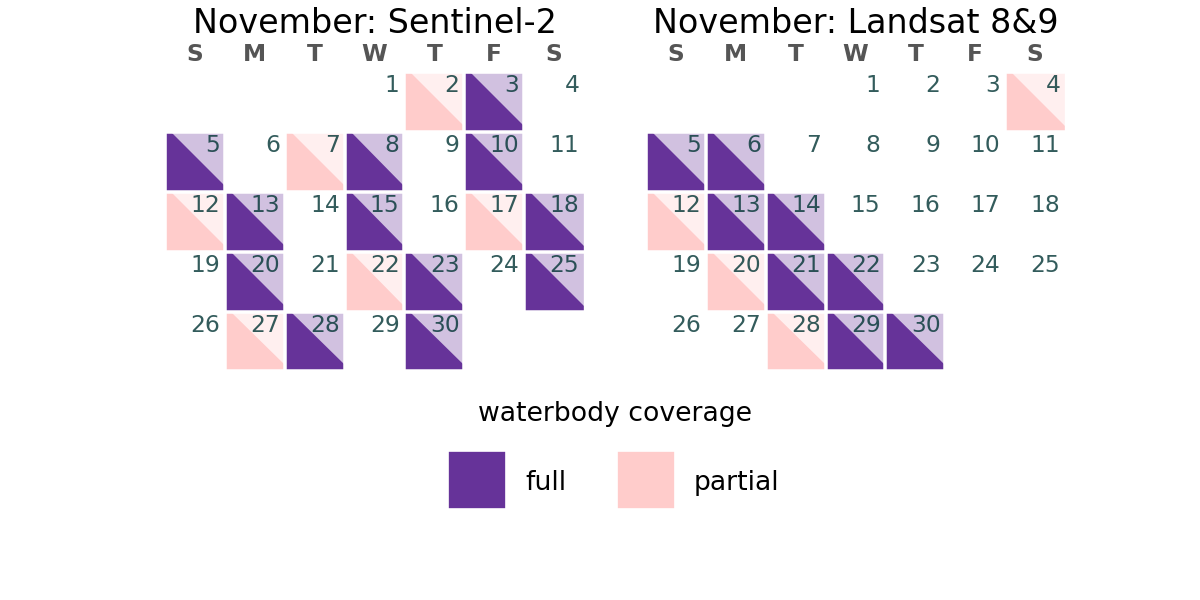 November: Sentinel-2
S M T W T F S
1 2 3 4
5 6 7 8 9 10 11
12 13 14 15 16 17 18
19 20 21 22 23 24 25
26 27 28 29 30
November: Landsat 8&9
S M T W T F S
1 2 3 4
5 6 7 8 9 10 11
12 13 14 15 16 17 18
19 20 21 22 23 24 25
26 27 28 29 30
waterbody coverage
full
partial